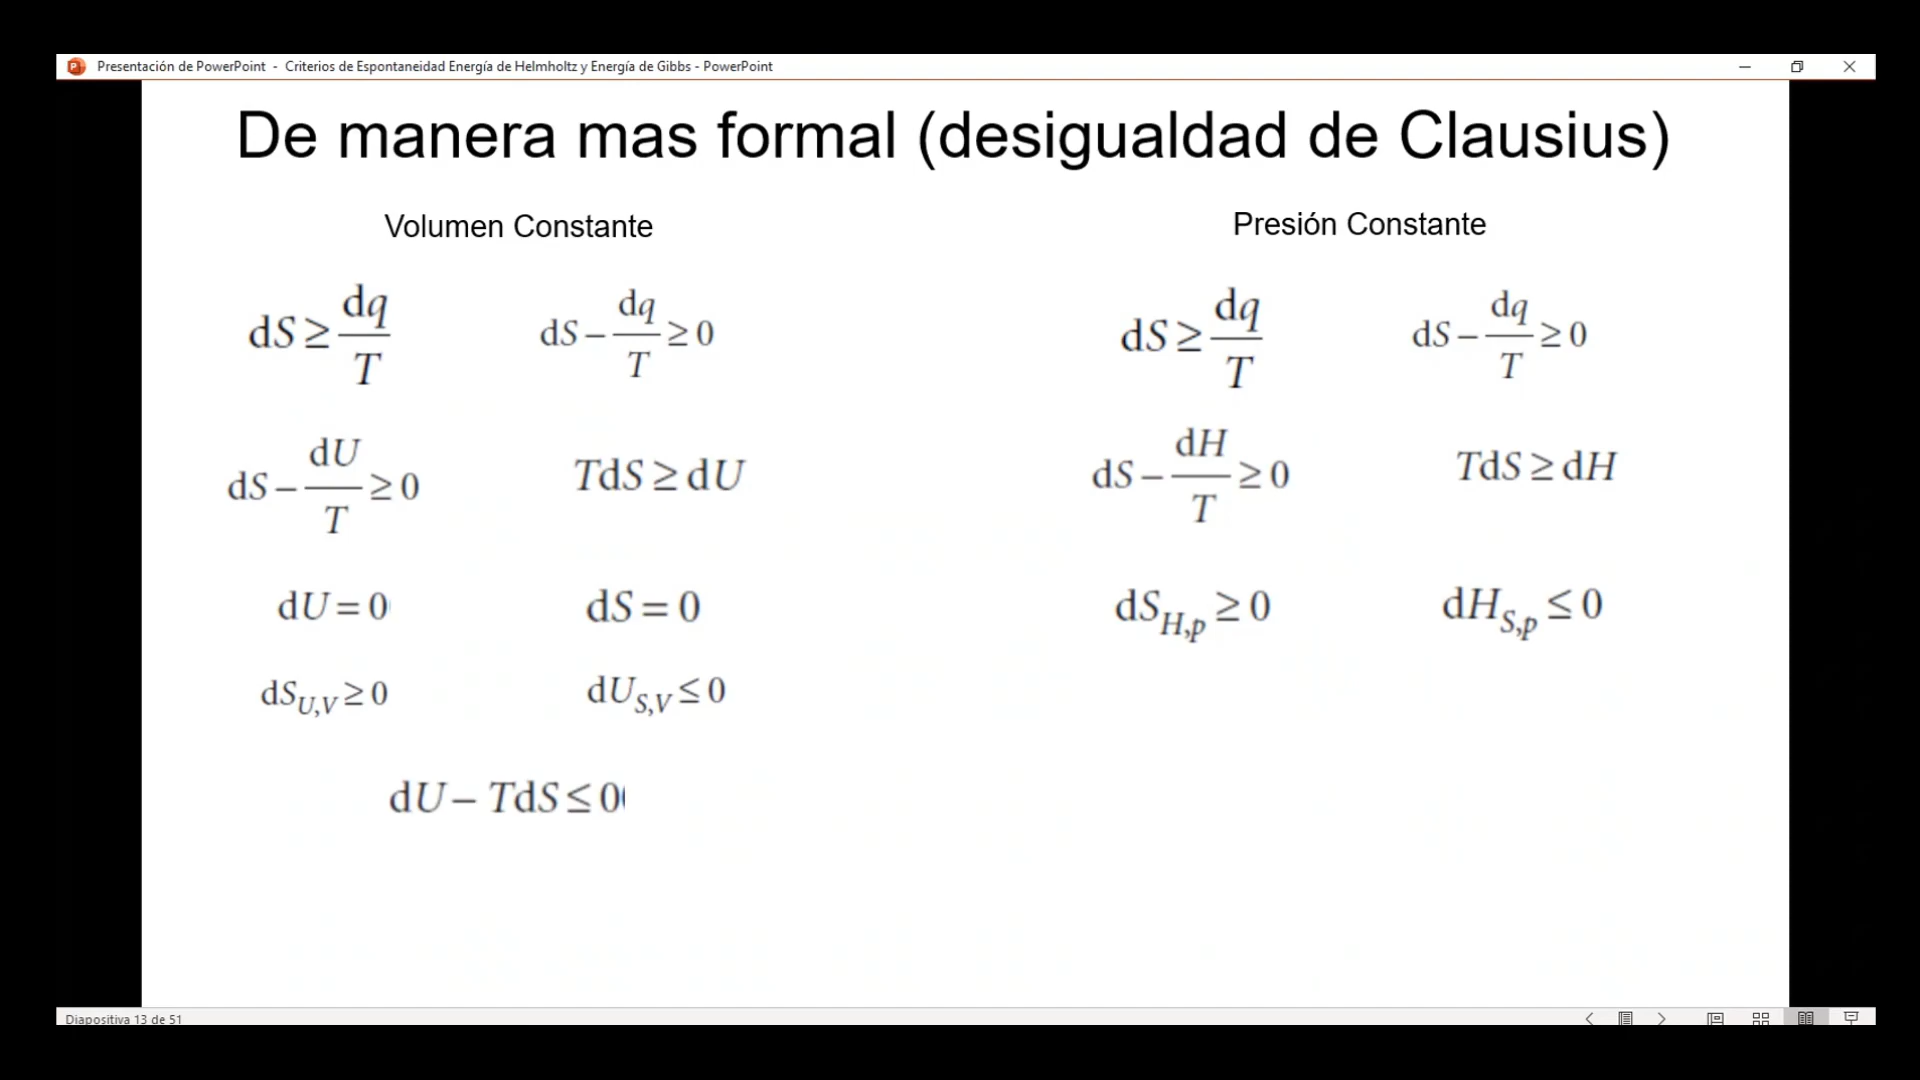 Presentación de PowerPoint - Criterios de Espontaneidad Energía de Helmholtz y Energía de Gibbs - PowerPoint
De manera mas formal (desigualdad de Clausius)
Volumen Constante
dS ≥ dq/T
dS – dq/T ≥ 0
dS – dU/T ≥ 0
TdS ≥ dU
dU = 0
dS = 0
dS_{U,V} ≥ 0
dU_{S,V} ≤ 0
dU – TdS ≤ 0
Presión Constante
dS ≥ dq/T
dS – dq/T ≥ 0
dS – dH/T ≥ 0
TdS ≥ dH
dS_{H,p} ≥ 0
dH_{S,p} ≤ 0
Diapositiva 13 de 51